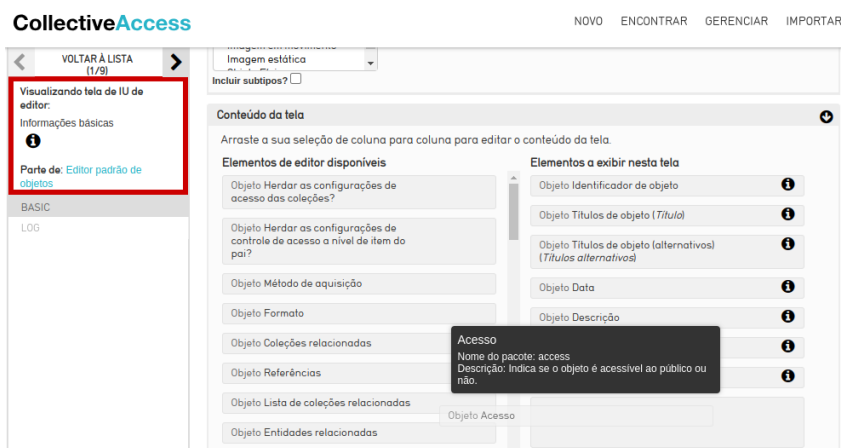 CollectiveAccess
NOVO ENCONTRAR GERENCIAR IMPORTAR
VOLTAR À LISTA
(1/9)
Visualizando tela de IU de
editor:
Informações básicas
Parte de: Editor padrão de
objetos
BASIC
LOG
Imagem estática
Incluir subtipos?
Conteúdo da tela
Arraste a sua seleção de coluna para coluna para editar o conteúdo da tela.
Elementos de editor disponíveis
Objeto Herdar as configurações de
acesso das coleções?
Objeto Herdar as configurações de
controle de acesso a nível de item do
pai?
Objeto Método de aquisição
Objeto Formato
Objeto Coleções relacionadas
Objeto Referências
Objeto Lista de coleções relacionadas
Objeto Entidades relacionadas
Elementos a exibir nesta tela
Objeto Identificador de objeto
Objeto Títulos de objeto (Título)
Objeto Títulos de objeto (alternativos)
(Títulos alternativos)
Objeto Data
Objeto Descrição
Acesso
Nome do pacote: access
Descrição: Indica se o objeto é acessível ao público ou
não.
Objeto Acesso